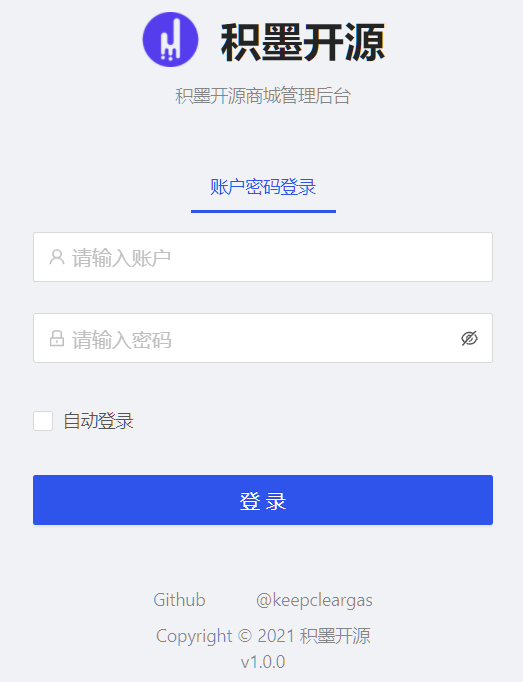 积墨开源
积墨开源商城管理后台
账户密码登录
请输入账户
请输入密码
自动登录
登 录
Github @keepcleargas
Copyright © 2021 积墨开源
v1.0.0